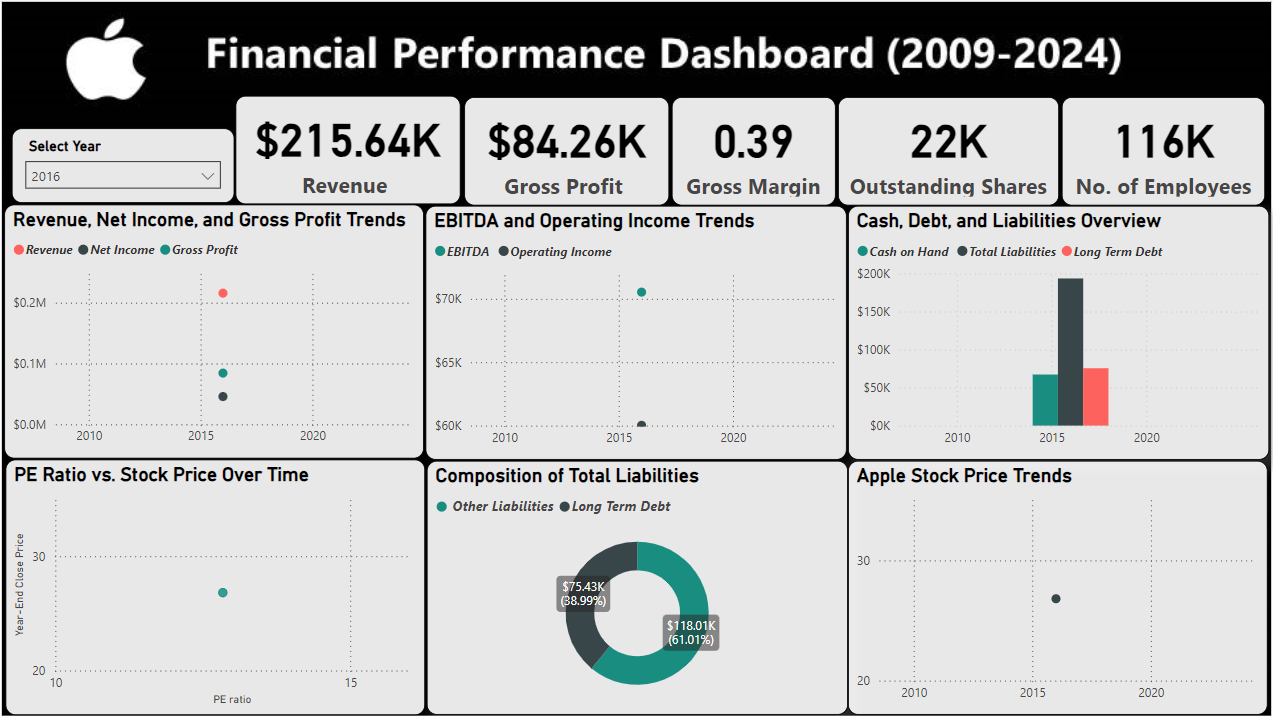 Financial Performance Dashboard (2009-2024)
Select Year
2016
$215.64K
Revenue
$84.26K
Gross Profit
0.39
Gross Margin
22K
Outstanding Shares
116K
No. of Employees
Revenue, Net Income, and Gross Profit Trends
Revenue Net Income Gross Profit
$0.2M
$0.1M
$0.0M
2010 2015 2020
EBITDA and Operating Income Trends
EBITDA Operating Income
$70K
$65K
$60K
2010 2015 2020
Cash, Debt, and Liabilities Overview
Cash on Hand Total Liabilities Long Term Debt
$200K
$150K
$100K
$50K
$0K
2010 2015 2020
PE Ratio vs. Stock Price Over Time
Year-End Close Price
30
20
10 15
PE ratio
Composition of Total Liabilities
Other Liabilities Long Term Debt
$75.43K
(38.99%)
$118.01K
(61.01%)
Apple Stock Price Trends
30
20
2010 2015 2020